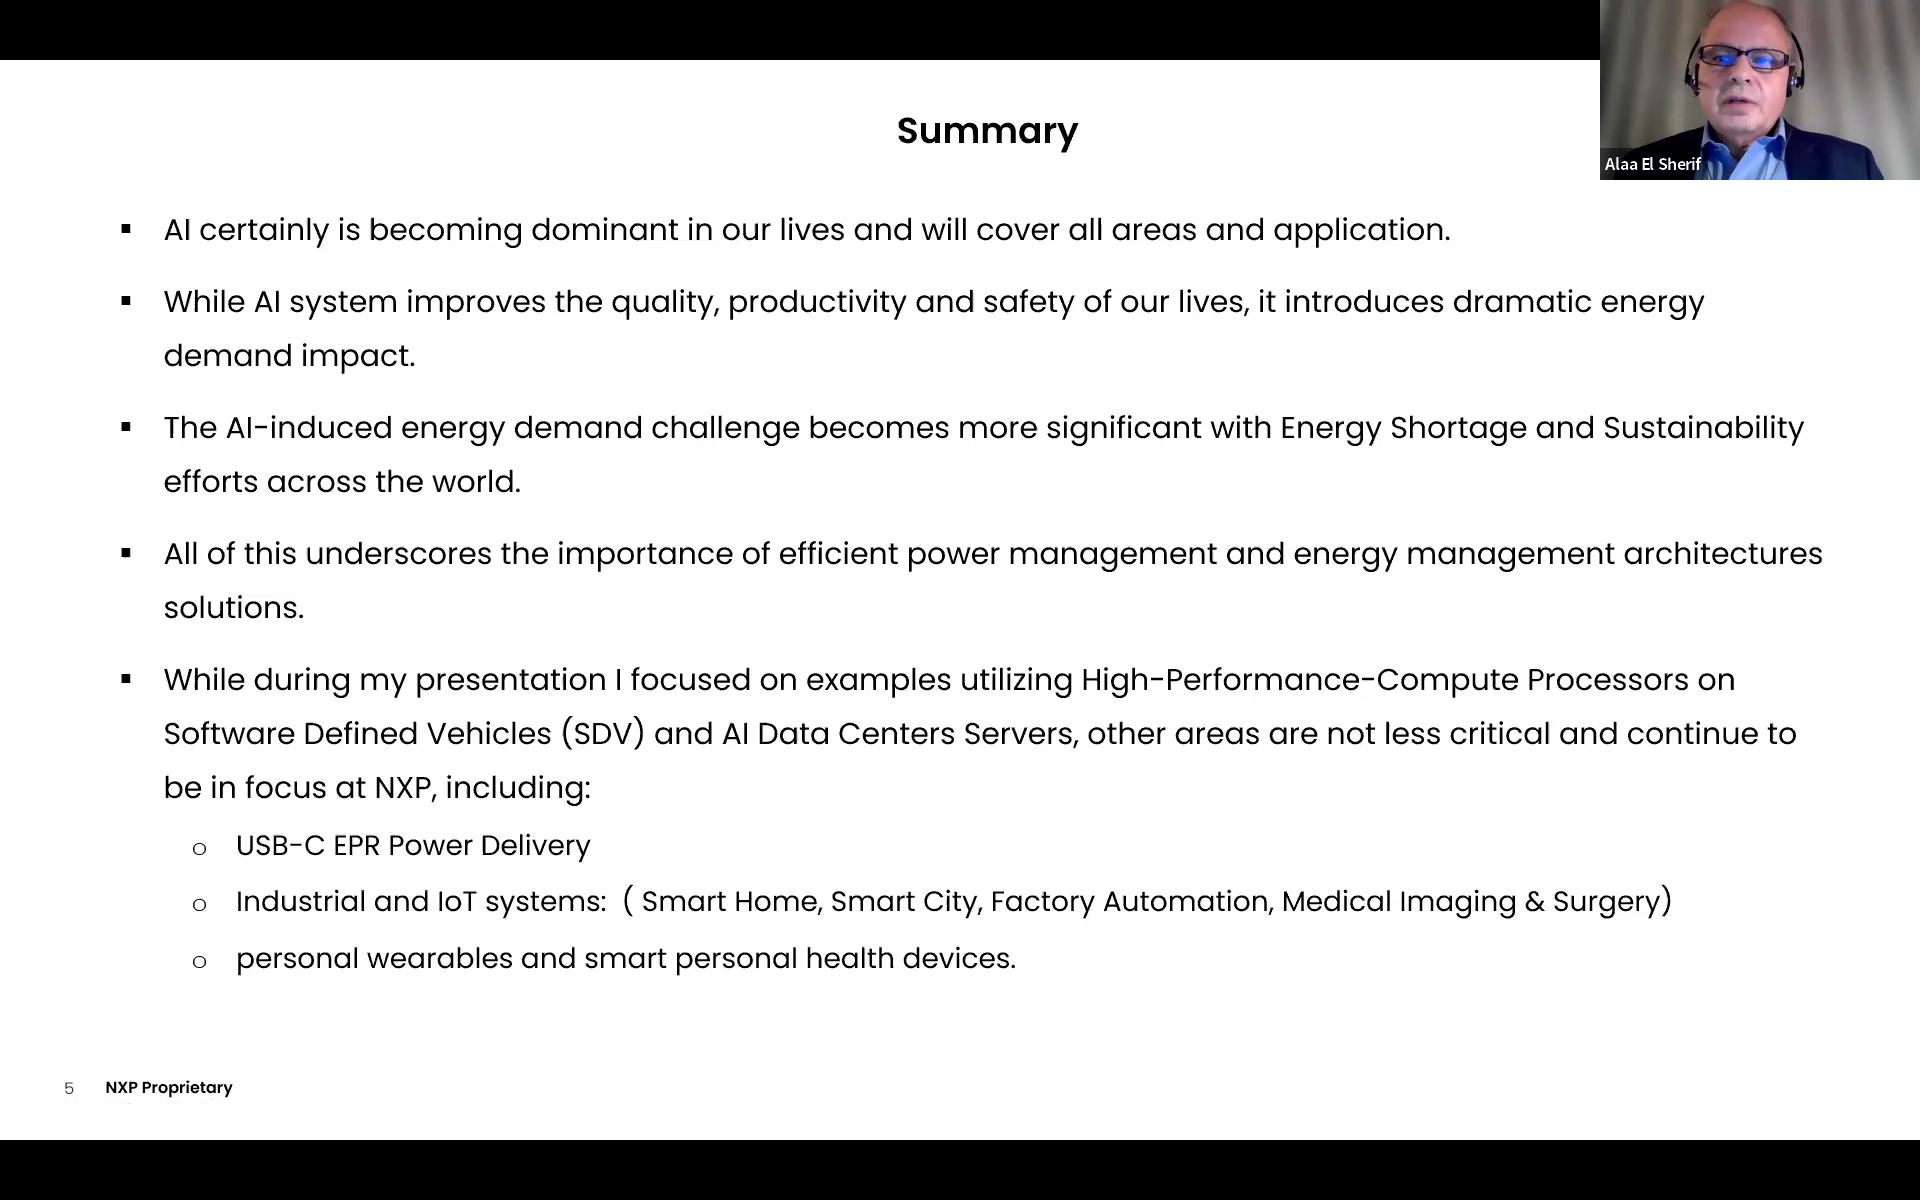 Summary
Alaa El Sherif
▪ AI certainly is becoming dominant in our lives and will cover all areas and application.
▪ While AI system improves the quality, productivity and safety of our lives, it introduces dramatic energy
demand impact.
▪ The AI-induced energy demand challenge becomes more significant with Energy Shortage and Sustainability
efforts across the world.
▪ All of this underscores the importance of efficient power management and energy management architectures
solutions.
▪ While during my presentation I focused on examples utilizing High-Performance-Compute Processors on
Software Defined Vehicles (SDV) and AI Data Centers Servers, other areas are not less critical and continue to
be in focus at NXP, including:
o USB-C EPR Power Delivery
o Industrial and IoT systems: ( Smart Home, Smart City, Factory Automation, Medical Imaging & Surgery)
o personal wearables and smart personal health devices.
5 NXP Proprietary